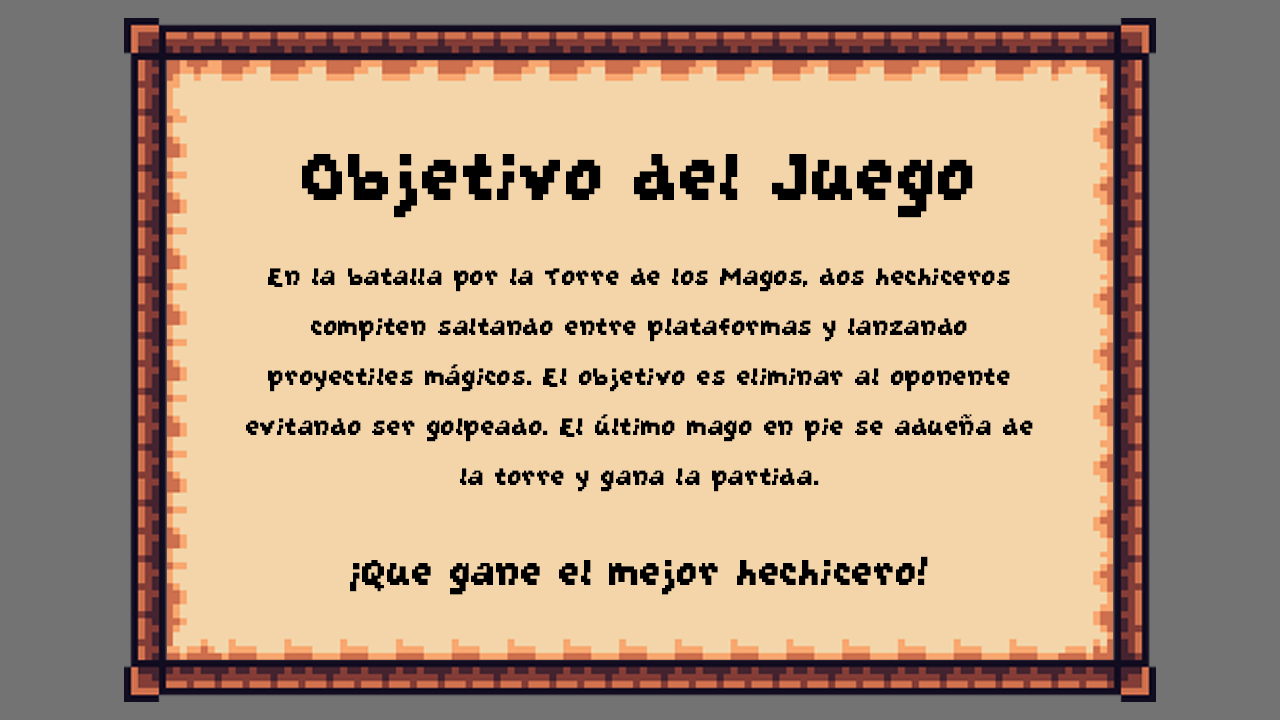 Objetivo del Juego
En la batalla por la Torre de los Magos, dos hechiceros
compiten saltando entre plataformas y lanzando
proyectiles mágicos. El objetivo es eliminar al oponente
evitando ser golpeado. El último mago en pie se adueña de
la torre y gana la partida.
¡Que gane el mejor hechicero!